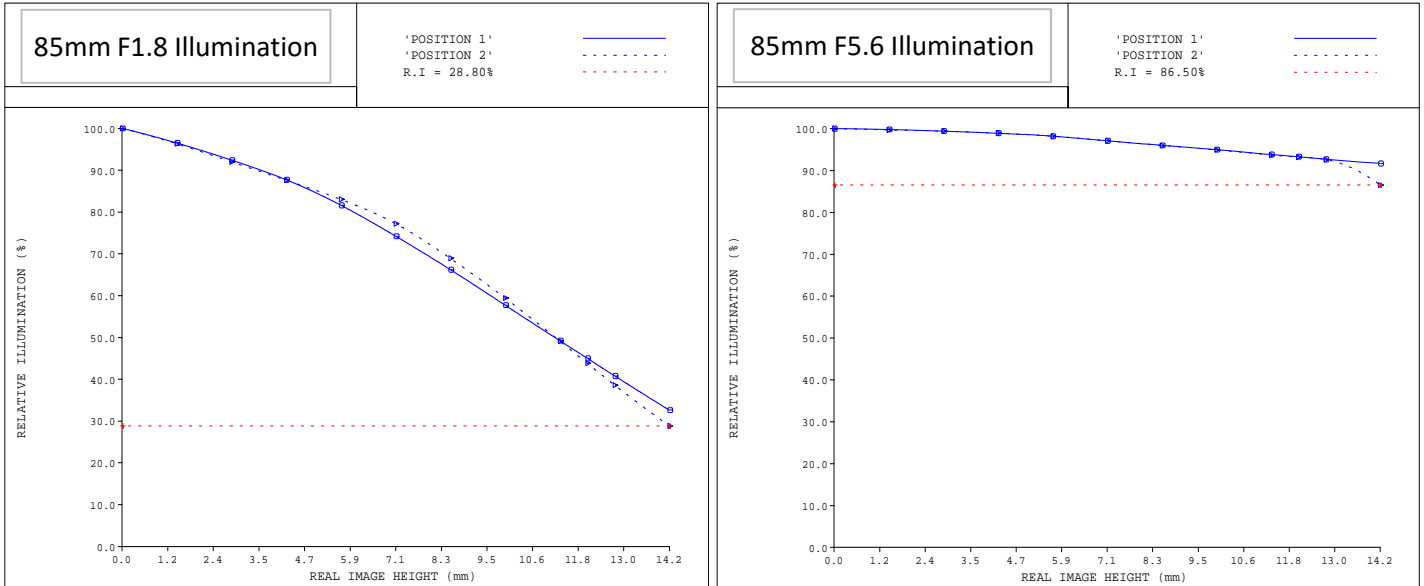 85mm F1.8 Illumination
'POSITION 1'
'POSITION 2'
R.I = 28.80%
RELATIVE ILLUMINATION (%)
100.0
90.0
80.0
70.0
60.0
50.0
40.0
30.0
20.0
10.0
0.0
0.0 1.2 2.4 3.5 4.7 5.9 7.1 8.3 9.5 10.6 11.8 13.0 14.2
REAL IMAGE HEIGHT (mm)
85mm F5.6 Illumination
'POSITION 1'
'POSITION 2'
R.I = 86.50%
RELATIVE ILLUMINATION (%)
100.0
90.0
80.0
70.0
60.0
50.0
40.0
30.0
20.0
10.0
0.0
0.0 1.2 2.4 3.5 4.7 5.9 7.1 8.3 9.5 10.6 11.8 13.0 14.2
REAL IMAGE HEIGHT (mm)